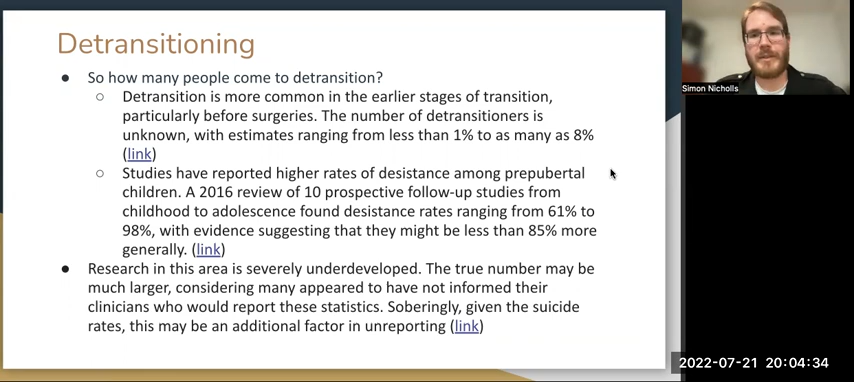 Detransitioning
● So how many people come to detransition?
○ Detransition is more common in the earlier stages of transition,
particularly before surgeries. The number of detransitioners is
unknown, with estimates ranging from less than 1% to as many as 8%
(link)
○ Studies have reported higher rates of desistance among prepubertal
children. A 2016 review of 10 prospective follow-up studies from
childhood to adolescence found desistance rates ranging from 61% to
98%, with evidence suggesting that they might be less than 85% more
generally. (link)
● Research in this area is severely underdeveloped. The true number may be
much larger, considering many appeared to have not informed their
clinicians who would report these statistics. Soberingly, given the suicide
rates, this may be an additional factor in unreporting (link)
Simon Nicholls
2022-07-21 20:04:34